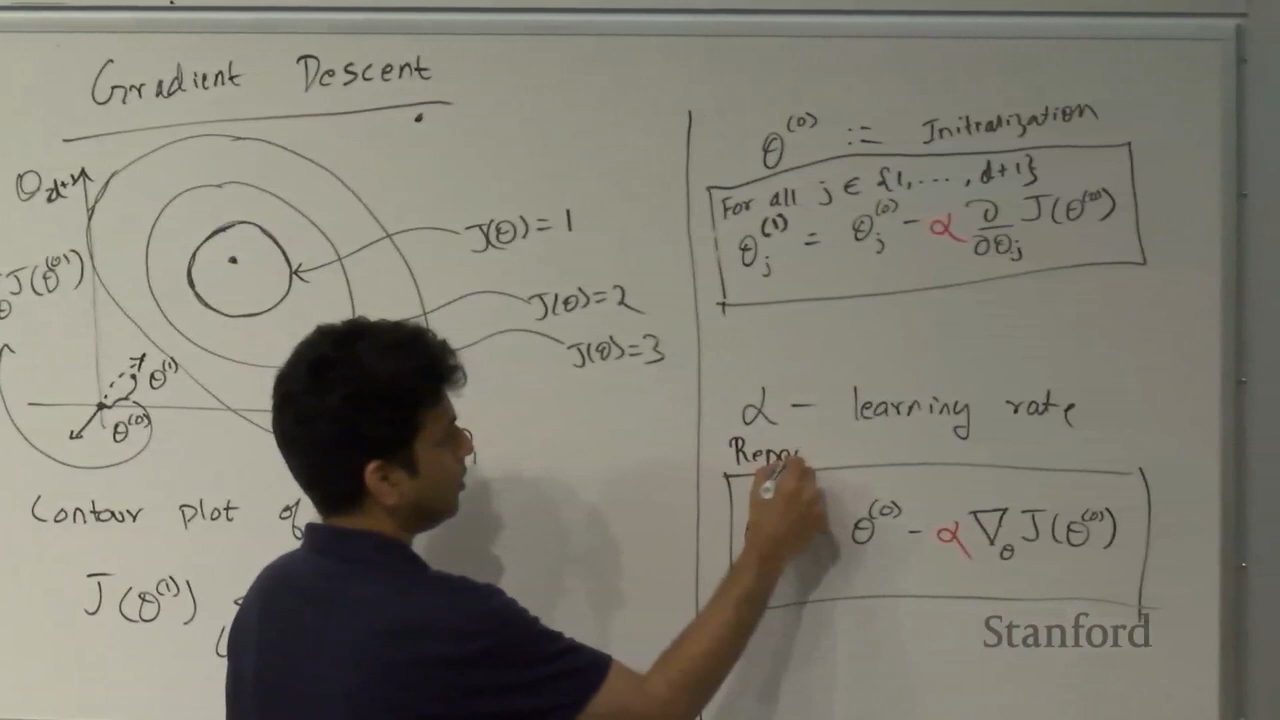 Gradient Descent
θ_{d+1}
J(θ^{(0)})
J(θ) = 1
J(θ)=2
J(θ)=3
θ^{(1)}
θ^{(0)}
Contour plot of
J(θ^{(1)})
θ^{(0)} := Initialization
For all j ∈ {1, ..., d+1}
θ_j^{(1)} = θ_j^{(0)} - α ∂/∂θ_j J(θ^{(0)})
α - learning rate
Repea
θ^{(0)} - α ∇_θ J(θ^{(0)})
Stanford